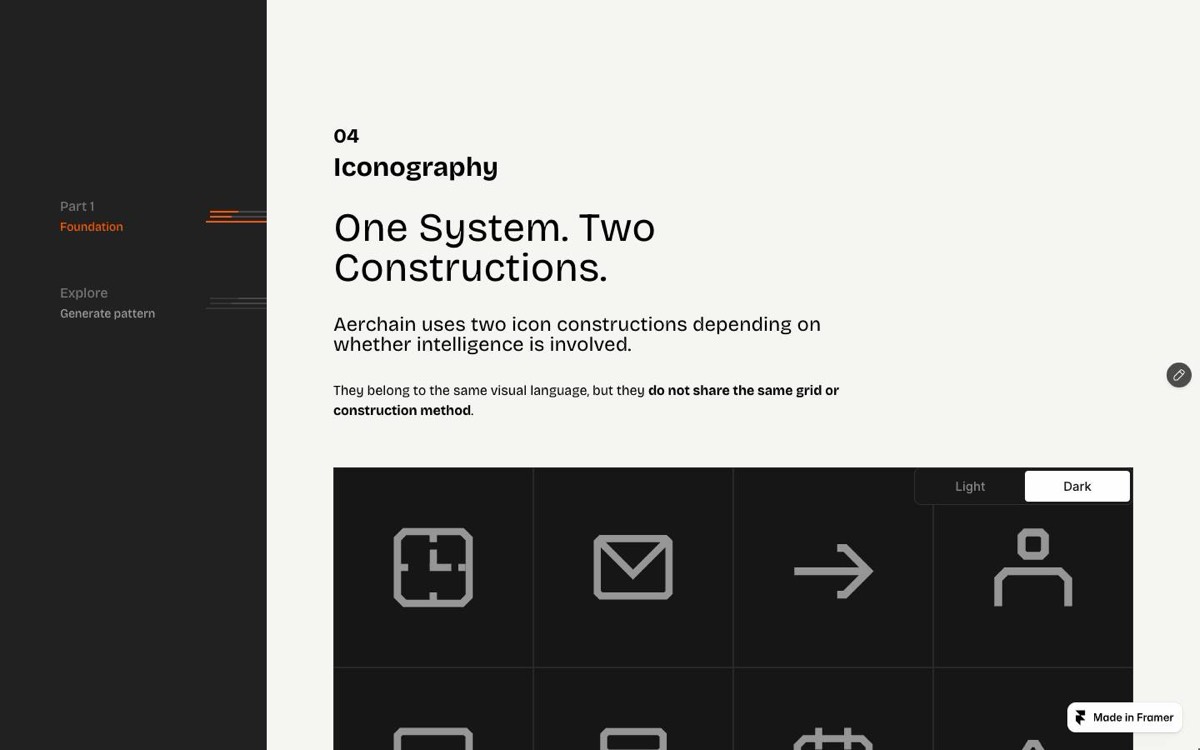 Part 1
Foundation
Explore
Generate pattern
04
Iconography
One System. Two
Constructions.
Aerchain uses two icon constructions depending on
whether intelligence is involved.
They belong to the same visual language, but they do not share the same grid or
construction method.
Light
Dark
Made in Framer